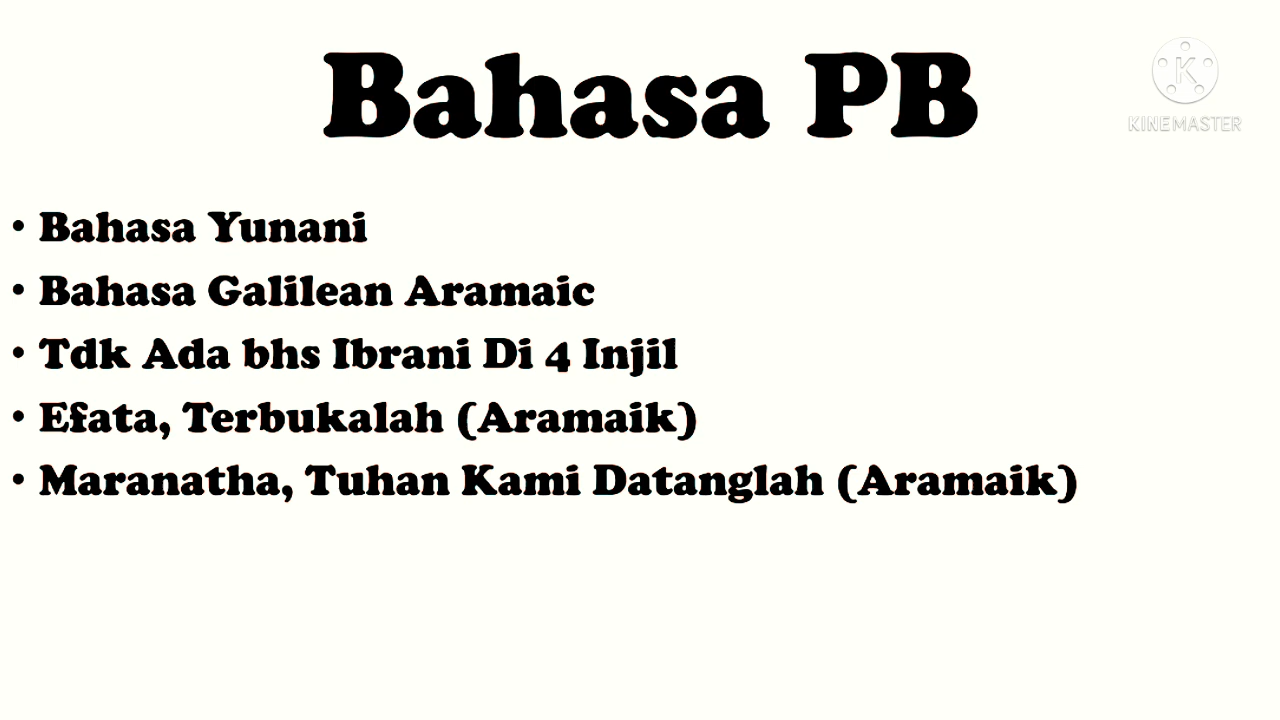 Bahasa PB
K
KINEMASTER
• Bahasa Yunani
• Bahasa Galilean Aramaic
• Tdk Ada bhs Ibrani Di 4 Injil
• Efata, Terbukalah (Aramaik)
• Maranatha, Tuhan Kami Datanglah (Aramaik)